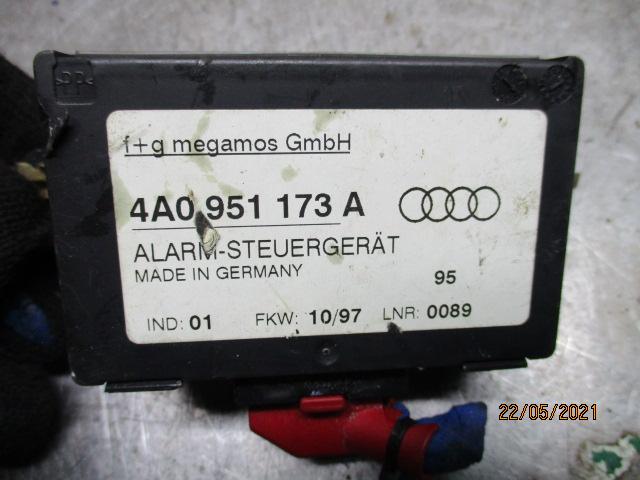 >PP<
f+g megamos GmbH
4A0 951 173 A
ALARM-STEUERGERÄT
MADE IN GERMANY
95
IND: 01 FKW: 10/97 LNR: 0089
22/05/2021